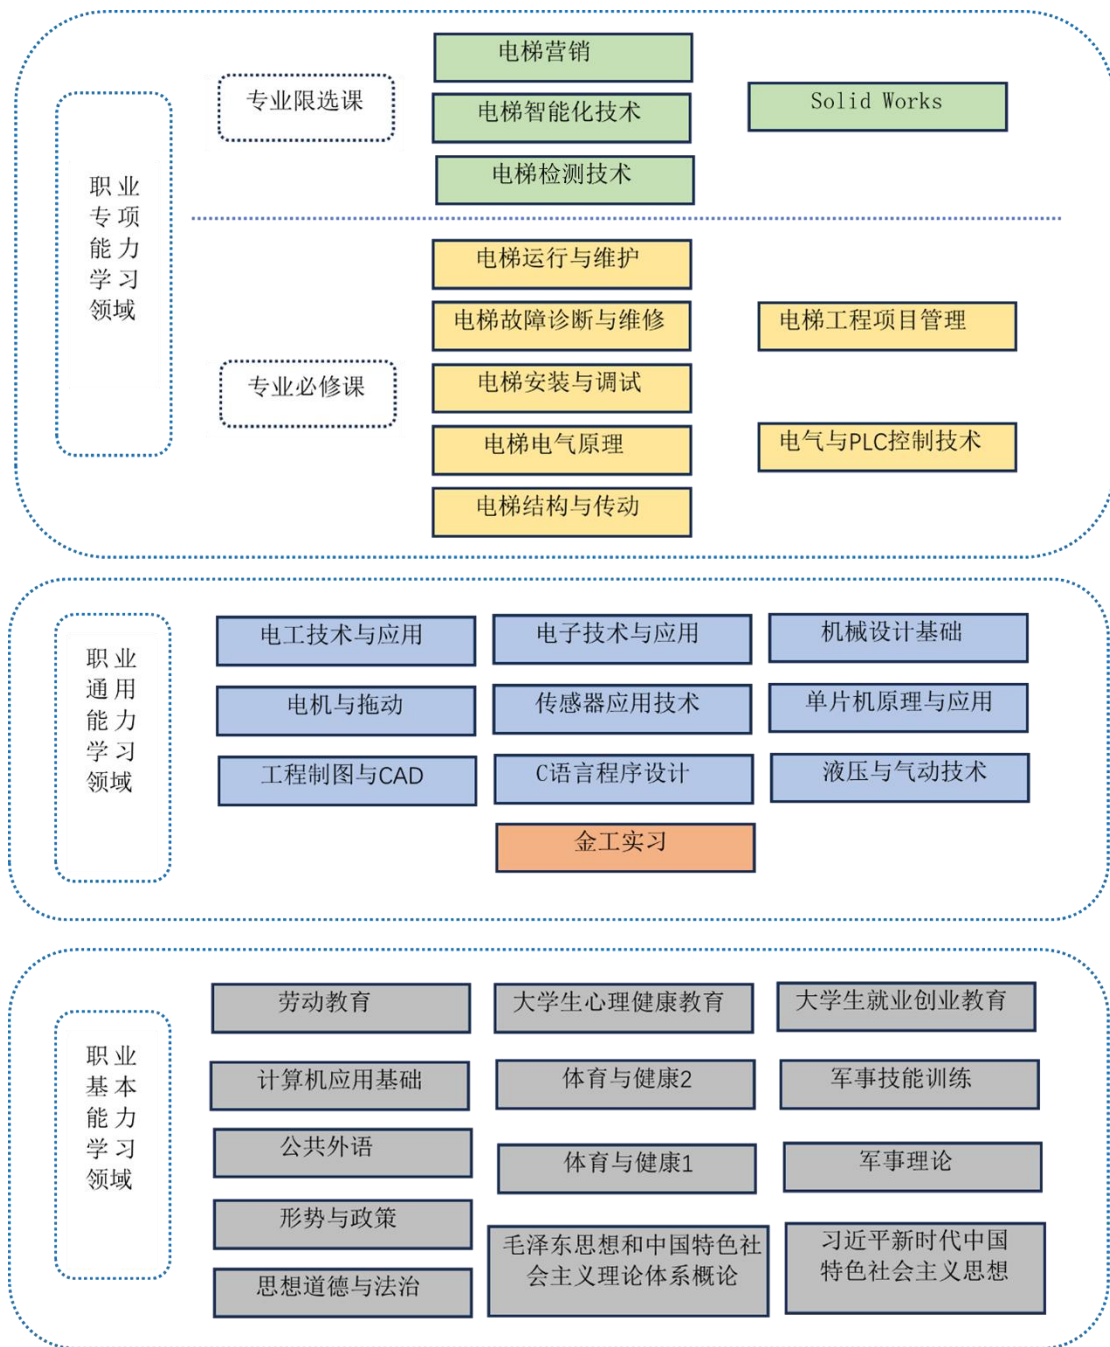 职业
专项
能力
学习
领域
专业限选课
电梯营销
电梯智能化技术
Solid Works
电梯检测技术
专业必修课
电梯运行与维护
电梯故障诊断与维修
电梯工程项目管理
电梯安装与调试
电梯电气原理
电气与PLC控制技术
电梯结构与传动
职业
通用
能力
学习
领域
电工技术与应用
电子技术与应用
机械设计基础
电机与拖动
传感器应用技术
单片机原理与应用
工程制图与CAD
C语言程序设计
液压与气动技术
金工实习
职业
基本
能力
学习
领域
劳动教育
大学生心理健康教育
大学生就业创业教育
计算机应用基础
体育与健康2
军事技能训练
公共外语
体育与健康1
军事理论
形势与政策
毛泽东思想和中国特色社
会主义理论体系概论
习近平新时代中国
特色社会主义思想
思想道德与法治